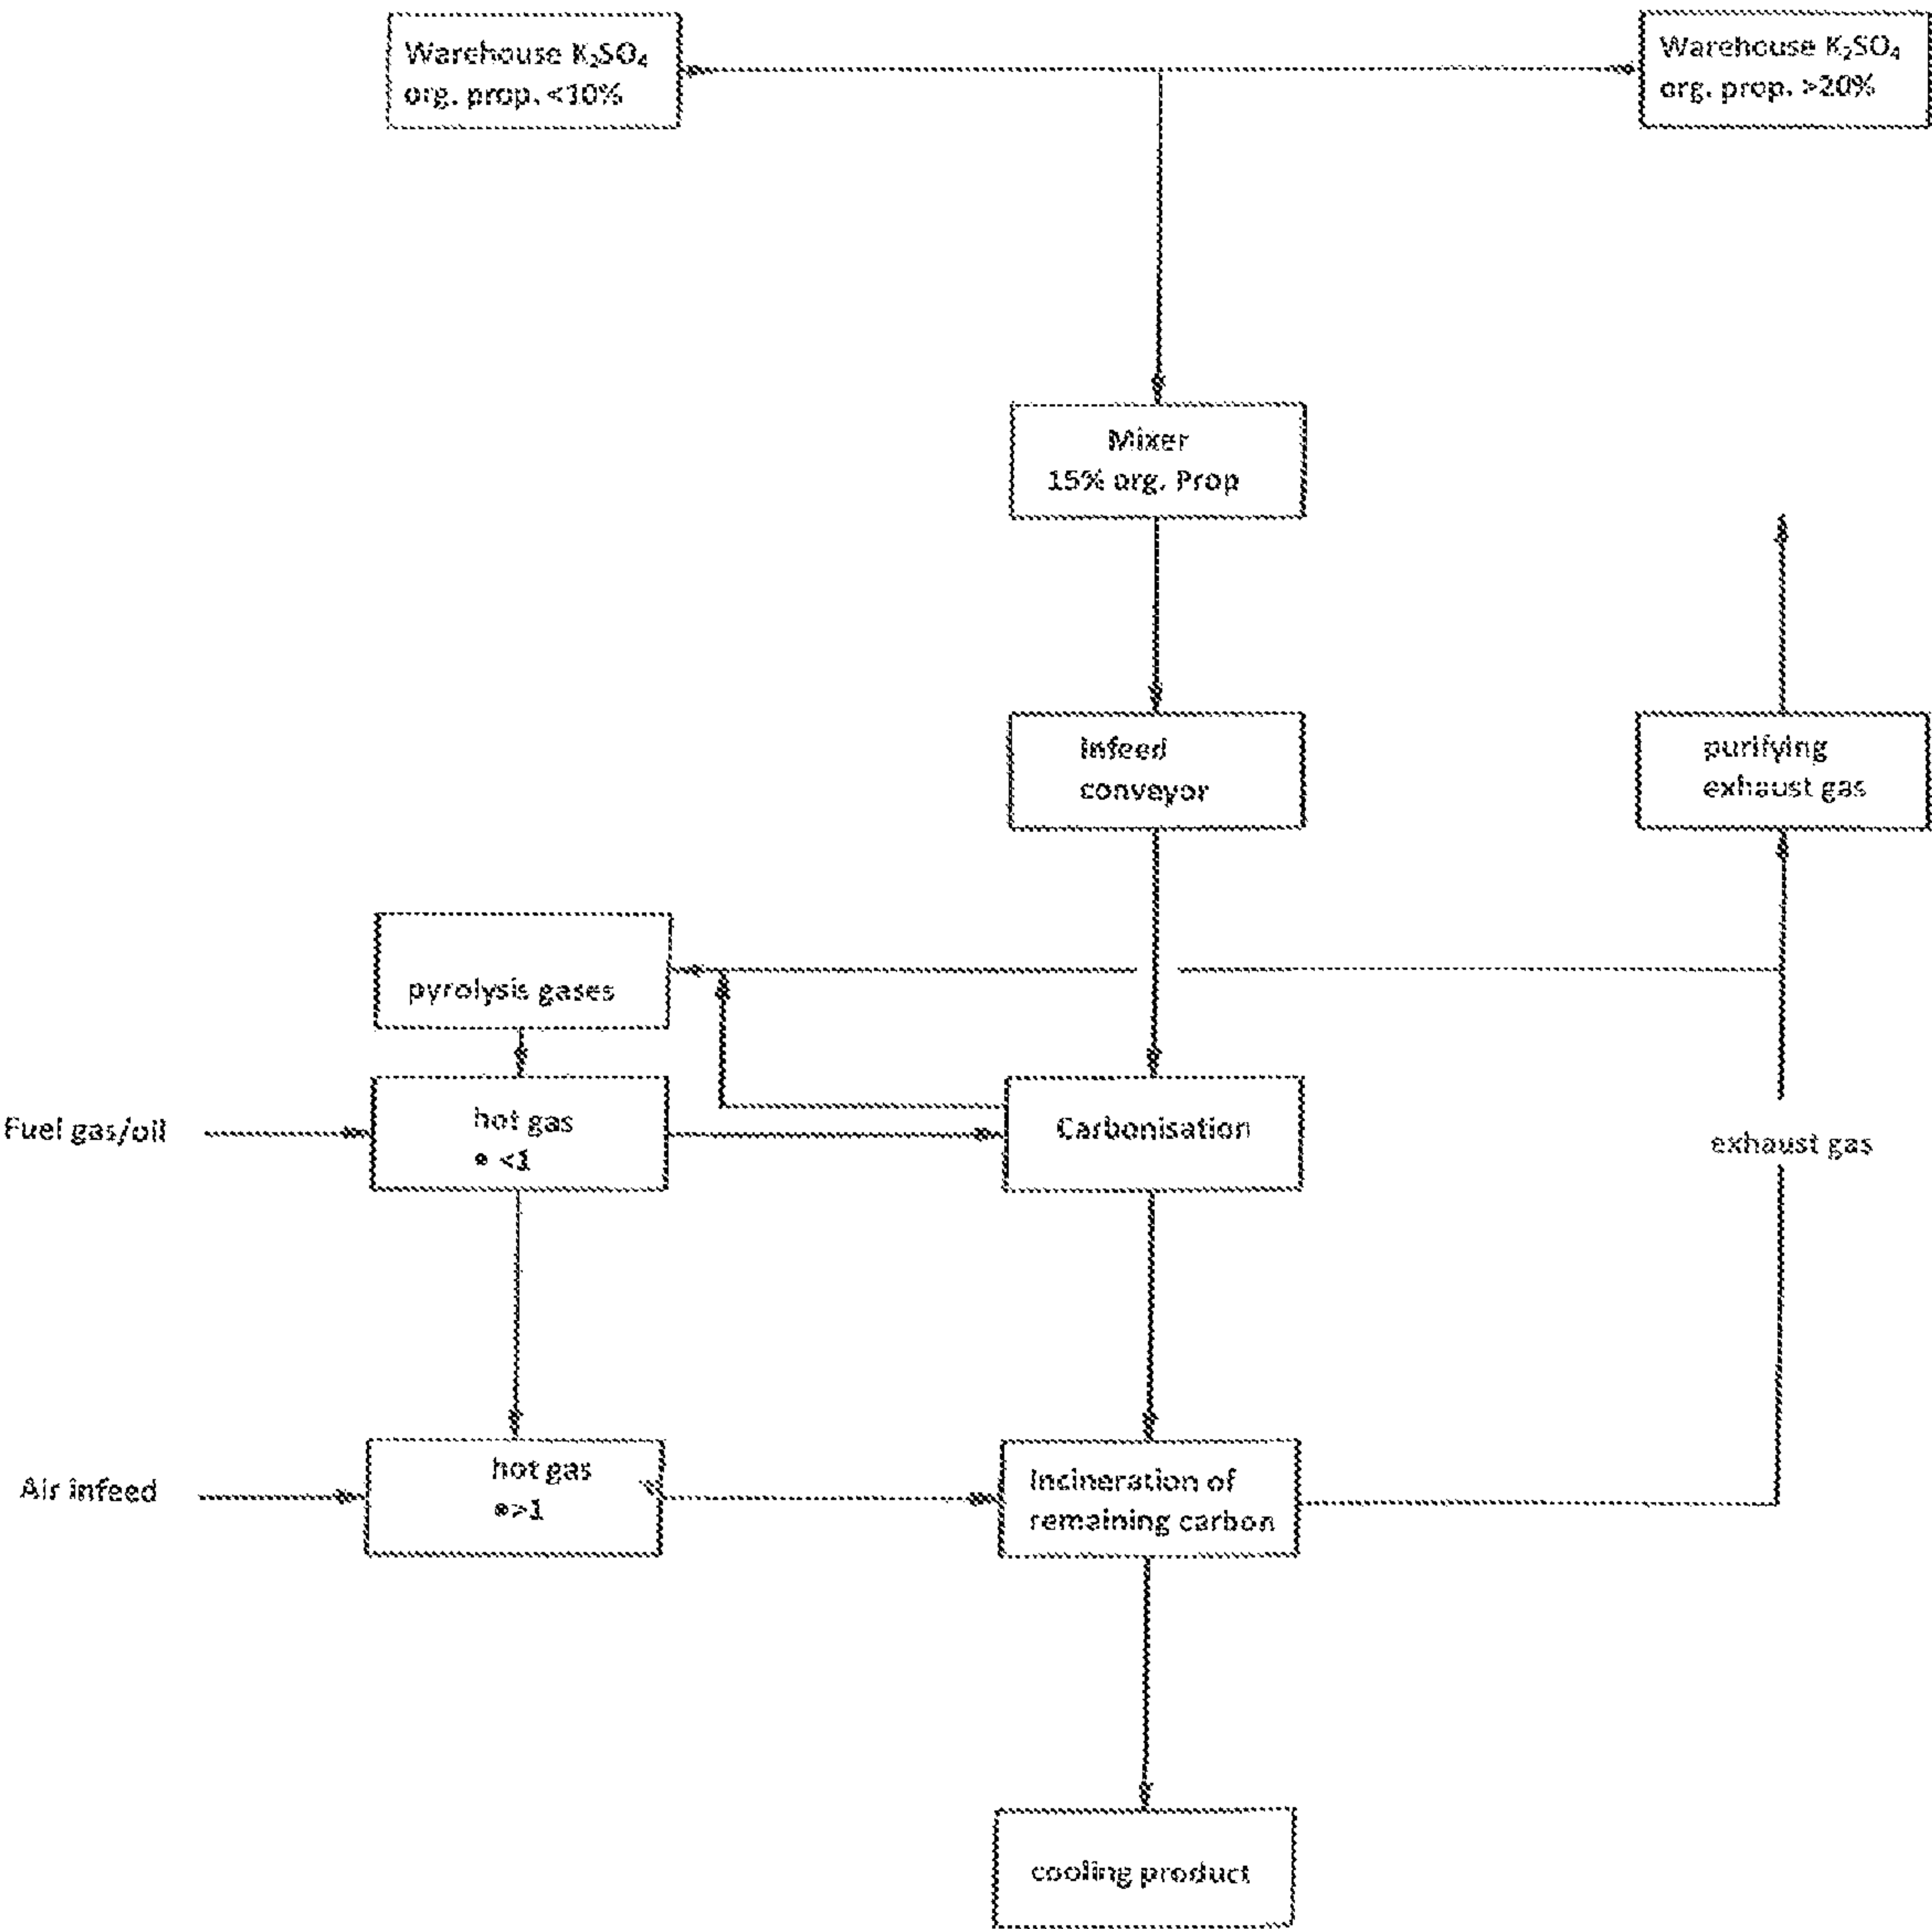 Warehouse K₂SO₄
org. prop. <10%
Warehouse K₂SO₄
org. prop. >20%
Mixer
15% org. Prop
Infeed
conveyor
purifying
exhaust gas
pyrolysis gases
Fuel gas/oil
hot gas
<1
Carbonisation
exhaust gas
Air infeed
hot gas
>1
Incineration of
remaining carbon
cooling product